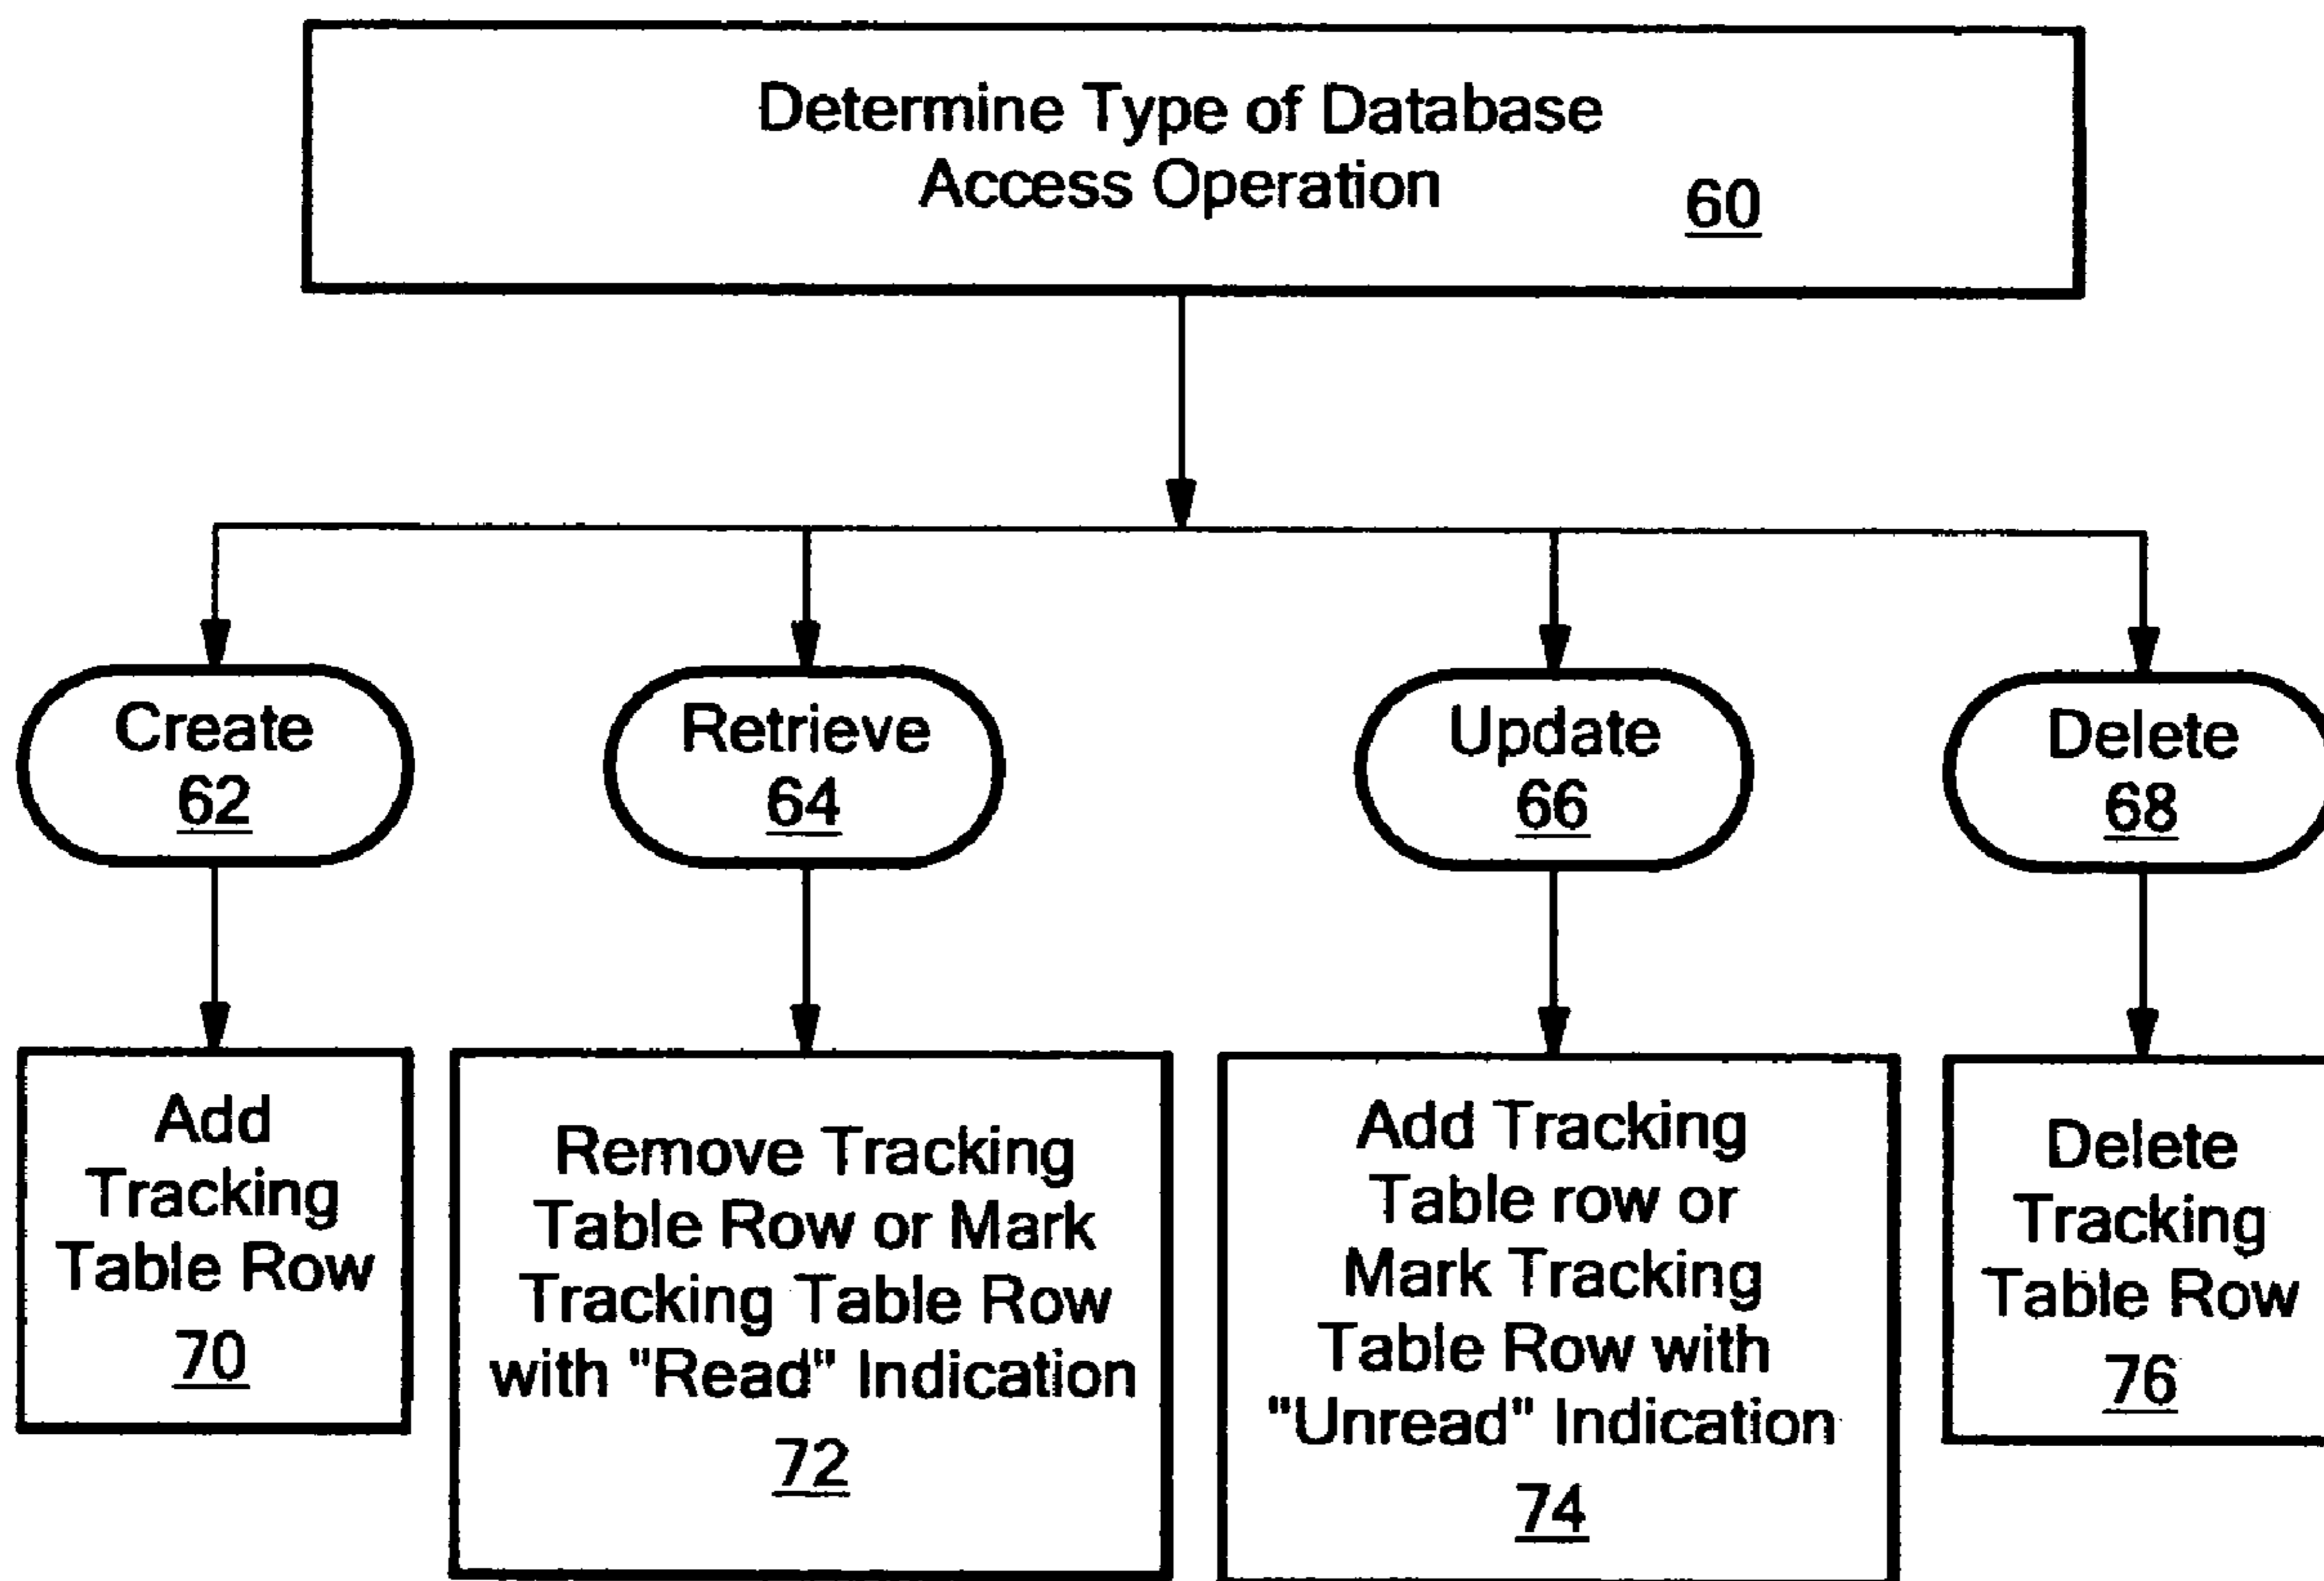 Determine Type of Database
Access Operation
60
Create
62
Retrieve
64
Update
66
Delete
68
Add
Tracking
Table Row
70
Remove Tracking
Table Row or Mark
Tracking Table Row
with "Read" Indication
72
Add Tracking
Table row or
Mark Tracking
Table Row with
"Unread" Indication
74
Delete
Tracking
Table Row
76